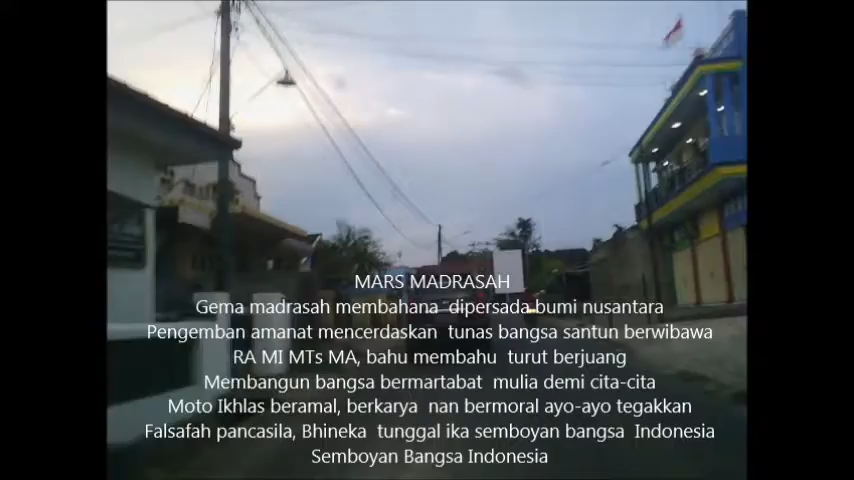 MARS MADRASAH
Gema madrasah membahana dipersada bumi nusantara
Pengemban amanat mencerdaskan tunas bangsa santun berwibawa
RA MI MTs MA, bahu membahu turut berjuang
Membangun bangsa bermartabat mulia demi cita-cita
Moto Ikhlas beramal, berkarya nan bermoral ayo-ayo tegakkan
Falsafah pancasila, Bhineka tunggal ika semboyan bangsa Indonesia
Semboyan Bangsa Indonesia